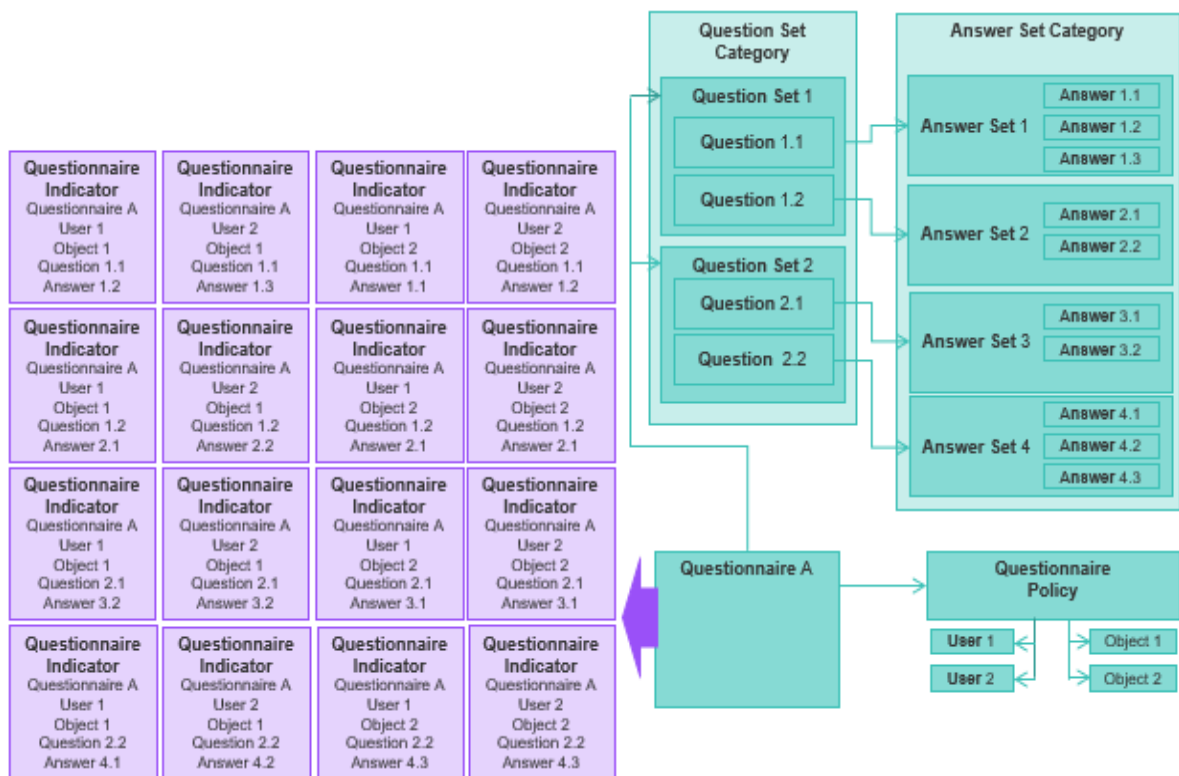 Question Set
Category
Question Set 1
Question 1.1
Question 1.2
Question Set 2
Question 2.1
Question 2.2
Answer Set Category
Answer Set 1
Answer 1.1
Answer 1.2
Answer 1.3
Answer Set 2
Answer 2.1
Answer 2.2
Answer Set 3
Answer 3.1
Answer 3.2
Answer Set 4
Answer 4.1
Answer 4.2
Answer 4.3
Questionnaire
Indicator
Questionnaire A
User 1
Object 1
Question 1.1
Answer 1.2
Questionnaire
Indicator
Questionnaire A
User 2
Object 1
Question 1.1
Answer 1.3
Questionnaire
Indicator
Questionnaire A
User 1
Object 2
Question 1.1
Answer 1.1
Questionnaire
Indicator
Questionnaire A
User 2
Object 2
Question 1.1
Answer 1.2
Questionnaire
Indicator
Questionnaire A
User 1
Object 1
Question 1.2
Answer 2.1
Questionnaire
Indicator
Questionnaire A
User 2
Object 1
Question 1.2
Answer 2.2
Questionnaire
Indicator
Questionnaire A
User 1
Object 2
Question 1.2
Answer 2.1
Questionnaire
Indicator
Questionnaire A
User 2
Object 2
Question 1.2
Answer 2.1
Questionnaire
Indicator
Questionnaire A
User 1
Object 1
Question 2.1
Answer 3.2
Questionnaire
Indicator
Questionnaire A
User 2
Object 1
Question 2.1
Answer 3.2
Questionnaire
Indicator
Questionnaire A
User 1
Object 2
Question 2.1
Answer 3.1
Questionnaire
Indicator
Questionnaire A
User 2
Object 2
Question 2.1
Answer 3.1
Questionnaire
Indicator
Questionnaire A
User 1
Object 1
Question 2.2
Answer 4.1
Questionnaire
Indicator
Questionnaire A
User 2
Object 1
Question 2.2
Answer 4.2
Questionnaire
Indicator
Questionnaire A
User 1
Object 2
Question 2.2
Answer 4.3
Questionnaire
Indicator
Questionnaire A
User 2
Object 2
Question 2.2
Answer 4.3
Questionnaire A
Questionnaire
Policy
User 1
User 2
Object 1
Object 2